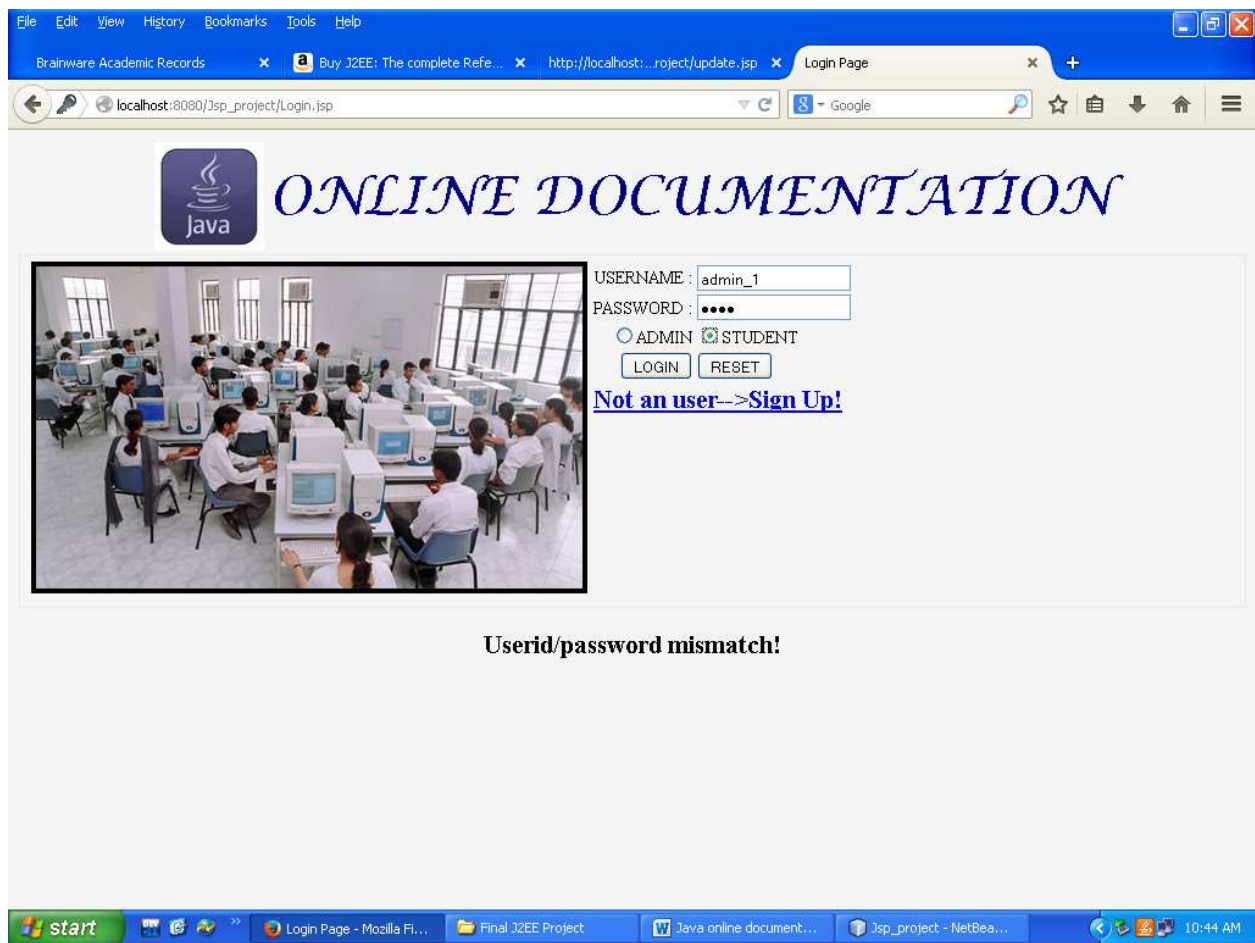 File Edit View History Bookmarks Tools Help
Brainware Academic Records
a Buy J2EE: The complete Refe...
http://localhost:...roject/update.jsp
Login Page
localhost:8080/Jsp_project/Login.jsp
8 Google
Java
ONLINE DOCUMENTATION
USERNAME : admin_1
PASSWORD : ••••
ADMIN STUDENT
LOGIN RESET
Not an user-->Sign Up!
Userid/password mismatch!
start
Login Page - Mozilla Fi...
Final J2EE Project
W Java online document...
Jsp_project - NetBea...
10:44 AM